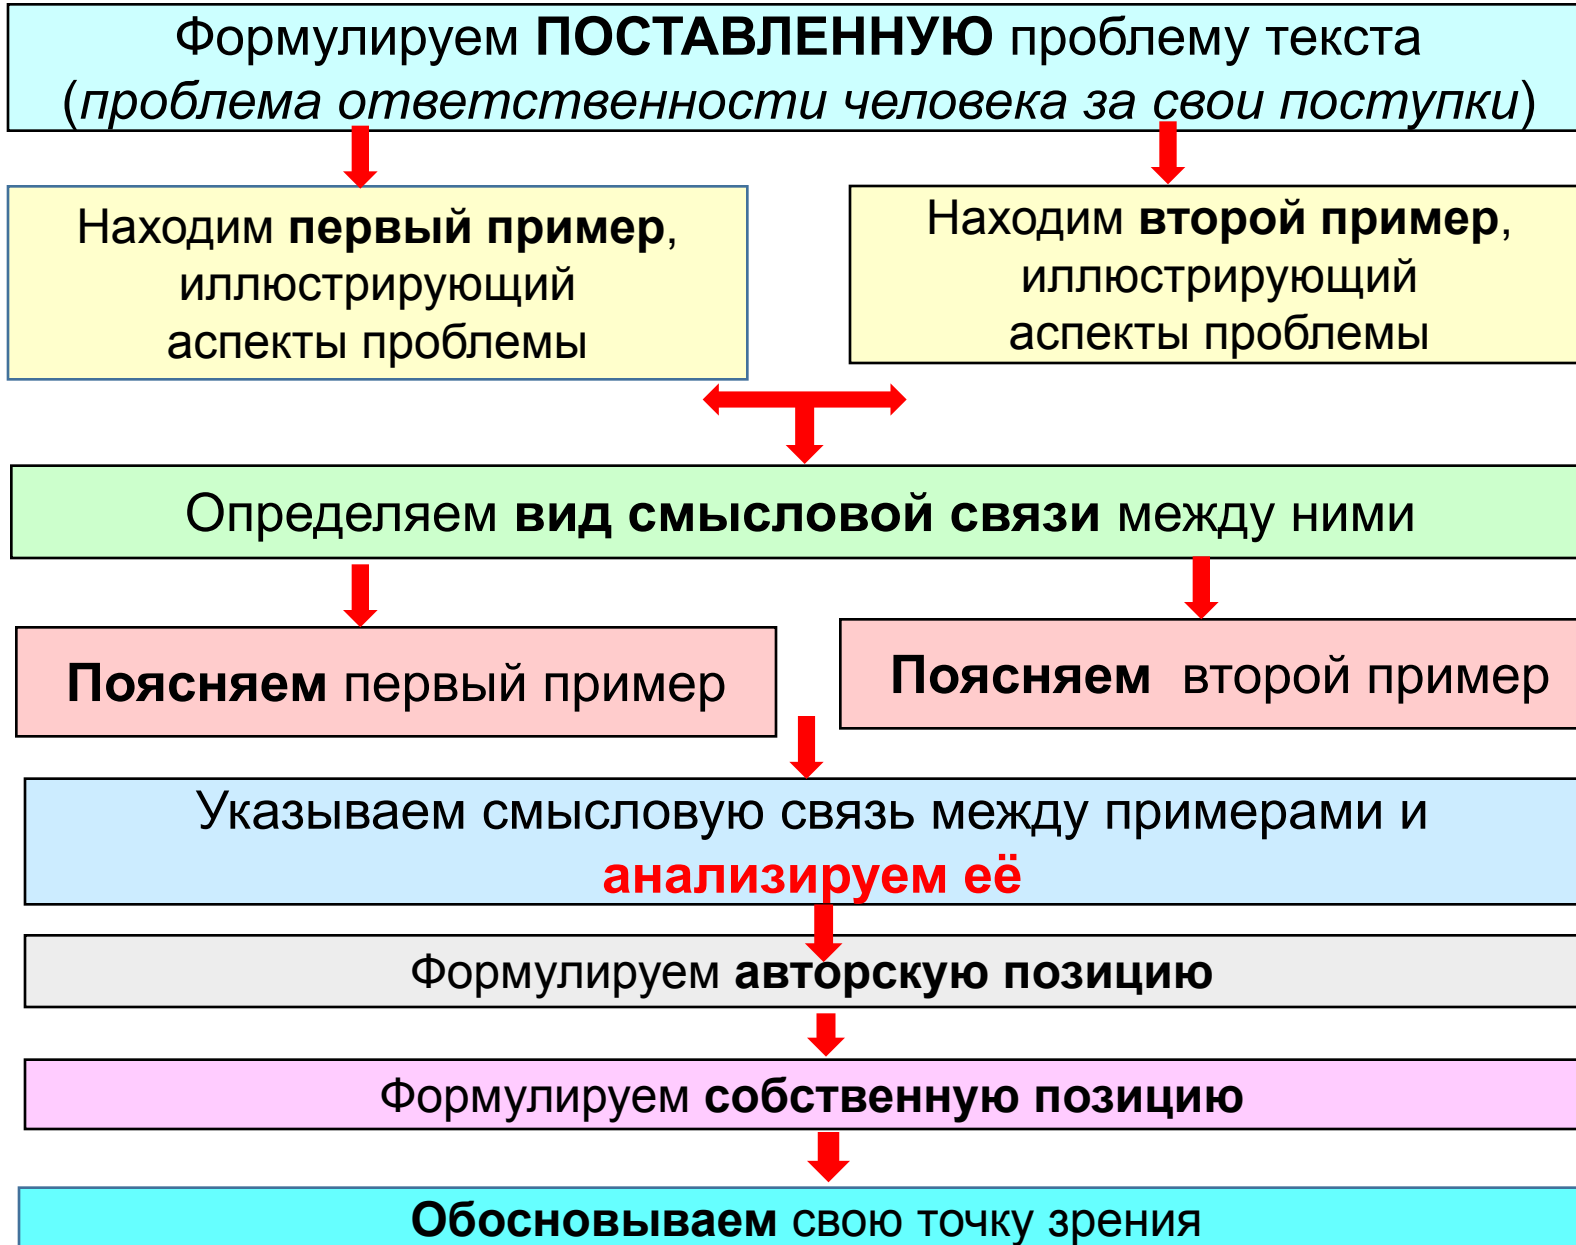 Формулируем ПОСТАВЛЕННУЮ проблему текста
(проблема ответственности человека за свои поступки)
Находим первый пример,
иллюстрирующий
аспекты проблемы
Находим второй пример,
иллюстрирующий
аспекты проблемы
Определяем вид смысловой связи между ними
Поясняем первый пример
Поясняем второй пример
Указываем смысловую связь между примерами и
анализируем её
Формулируем авторскую позицию
Формулируем собственную позицию
Обосновываем свою точку зрения